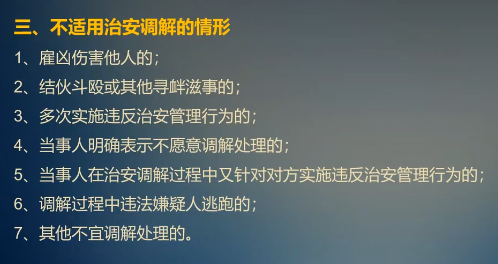 三、不适用治安调解的情形
1、雇凶伤害他人的；
2、结伙斗殴或其他寻衅滋事的；
3、多次实施违反治安管理行为的；
4、当事人明确表示不愿意调解处理的；
5、当事人在治安调解过程中又针对对方实施违反治安管理行为的；
6、调解过程中违法嫌疑人逃跑的；
7、其他不宜调解处理的。